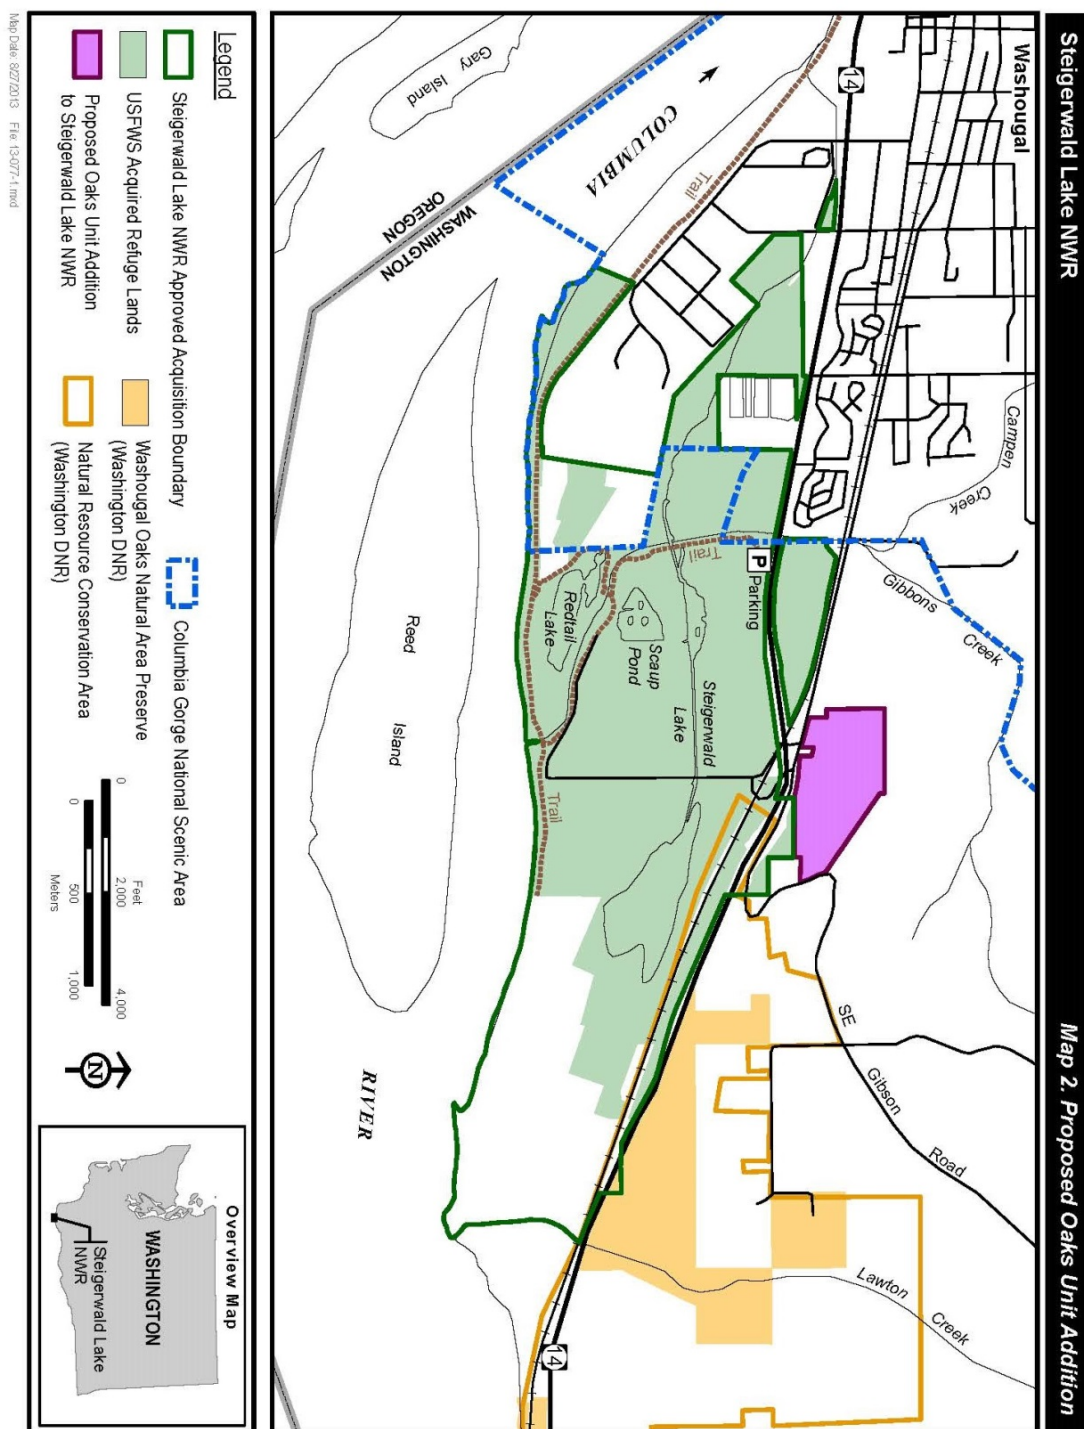 Steigerwald Lake NWR
Map 2. Proposed Oaks Unit Addition
Washougal
14
Campen
Creek
Gibbons
Creek
SE
Gibson
Road
Lawton
Creek
14
Trail
COLUMBIA
P
Parking
Trail
Steigerwald
Lake
Scaup
Pond
Redtail
Lake
Trail
Gary
Island
WASHINGTON
OREGON
Reed
Island
RIVER
Legend
Steigerwald Lake NWR Approved Acquisition Boundary
USFWS Acquired Refuge Lands
Proposed Oaks Unit Addition
to Steigerwald Lake NWR
Columbia Gorge National Scenic Area
Washougal Oaks Natural Area Preserve
(Washington DNR)
Natural Resource Conservation Area
(Washington DNR)
0 2,000 4,000
Feet
0 500 1,000
Meters
N
Overview Map
WASHINGTON
Steigerwald Lake
NWR
Map Date: 8/27/2013 File: 13-077-1.mxd